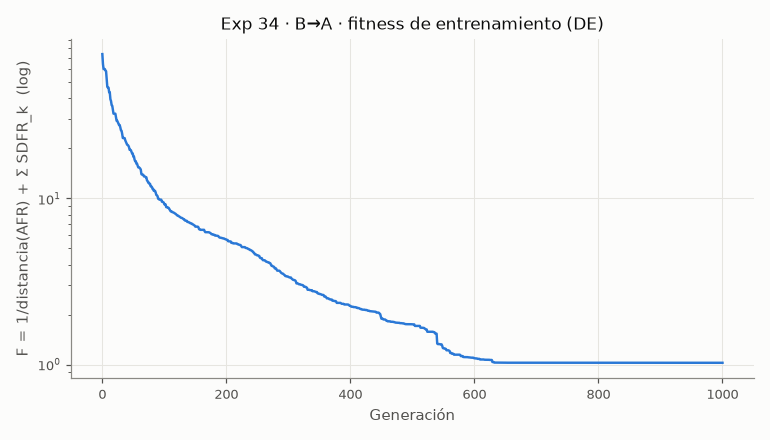 Exp 34 · B→A · fitness de entrenamiento (DE)
F = 1/distancia(AFR) + Σ SDFR_k (log)
10¹
10⁰
0 200 400 600 800 1000
Generación